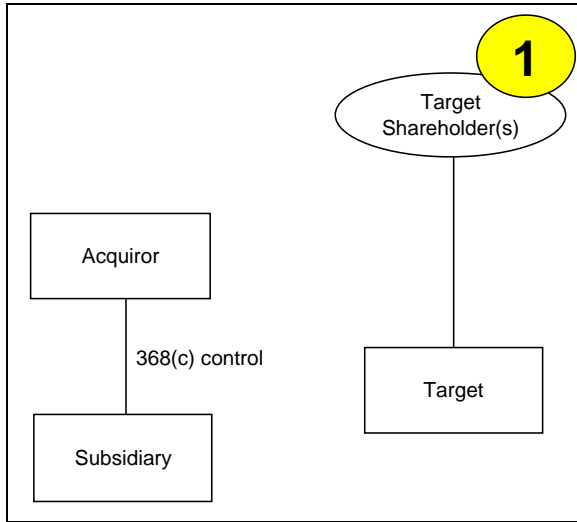 1
Target
Shareholder(s)
Acquiror
368(c) control
Target
Subsidiary